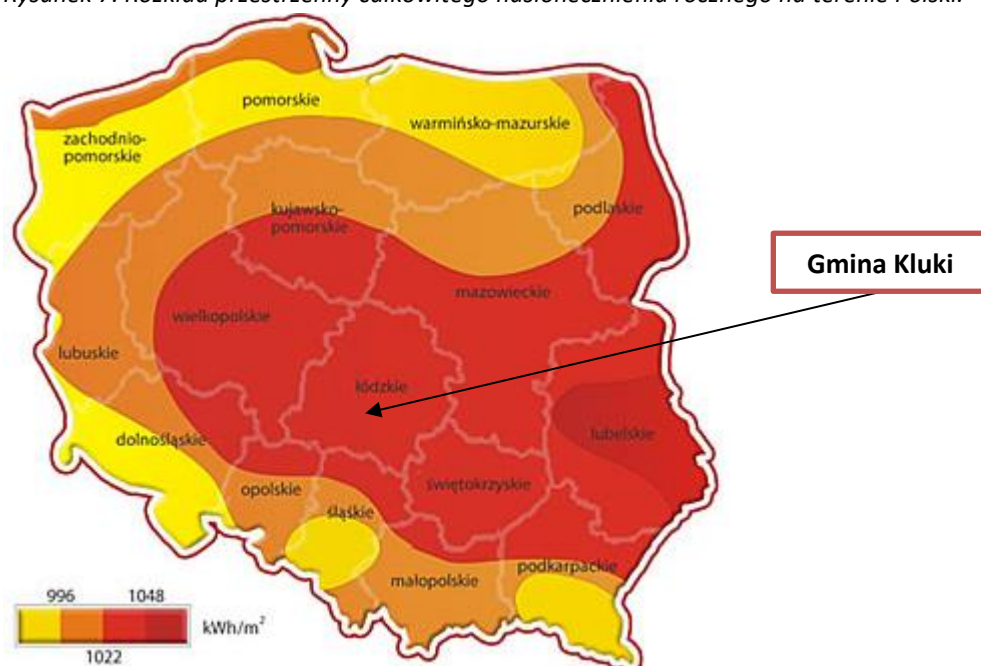 Rysunek 7. Rozkład przestrzenny całkowitego nasłonecznienia rocznego na terenie Polski.
pomorskie
warmińsko-mazurskie
zachodnio-
pomorskie
kujawsko-
pomorskie
podlaskie
Gmina Kluki
mazowieckie
wielkopolskie
lubuskie
łódzkie
lubelskie
dolnośląskie
opolskie
świętokrzyskie
śląskie
podkarpackie
małopolskie
996 1048
kWh/m²
1022